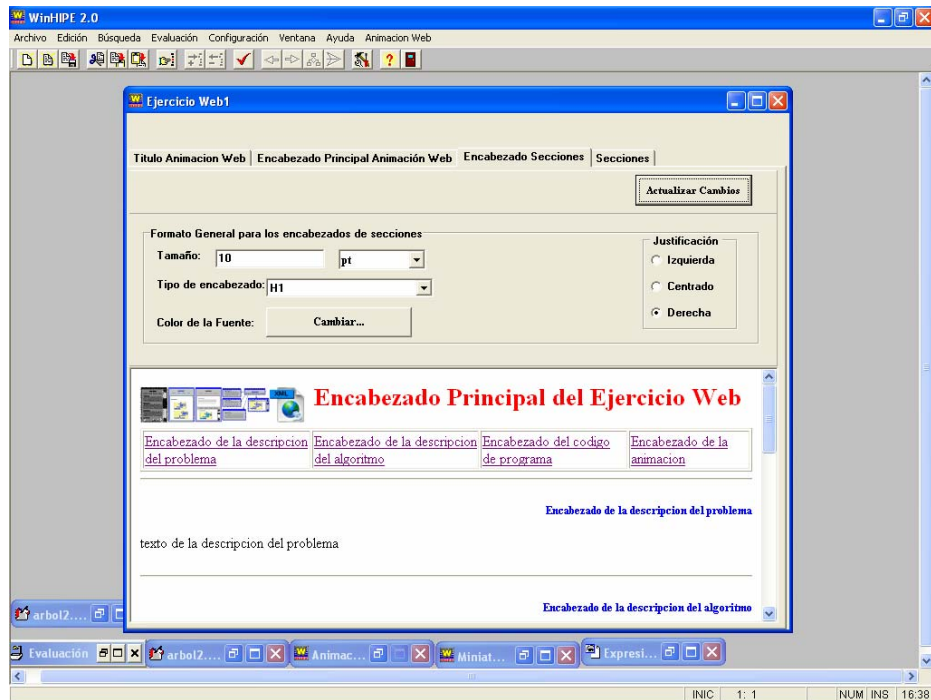 WinHIPE 2.0
Archivo Edición Búsqueda Evaluación Configuración Ventana Ayuda Animacion Web
Ejercicio Web1
Titulo Animacion Web Encabezado Principal Animación Web Encabezado Secciones Secciones
Actualizar Cambios
Formato General para los encabezados de secciones
Tamaño: 10 pt
Tipo de encabezado: H1
Color de la Fuente: Cambiar...
Justificación
Izquierda
Centrado
Derecha
XML
Encabezado Principal del Ejercicio Web
Encabezado de la descripcion del problema
Encabezado de la descripcion del algoritmo
Encabezado del codigo de programa
Encabezado de la animacion
Encabezado de la descripcion del problema
texto de la descripcion del problema
Encabezado de la descripcion del algoritmo
arbol2....
Evaluación arbol2.... Animac... Miniat... Expresi...
INIC 1: 1 NUM INS 16:38